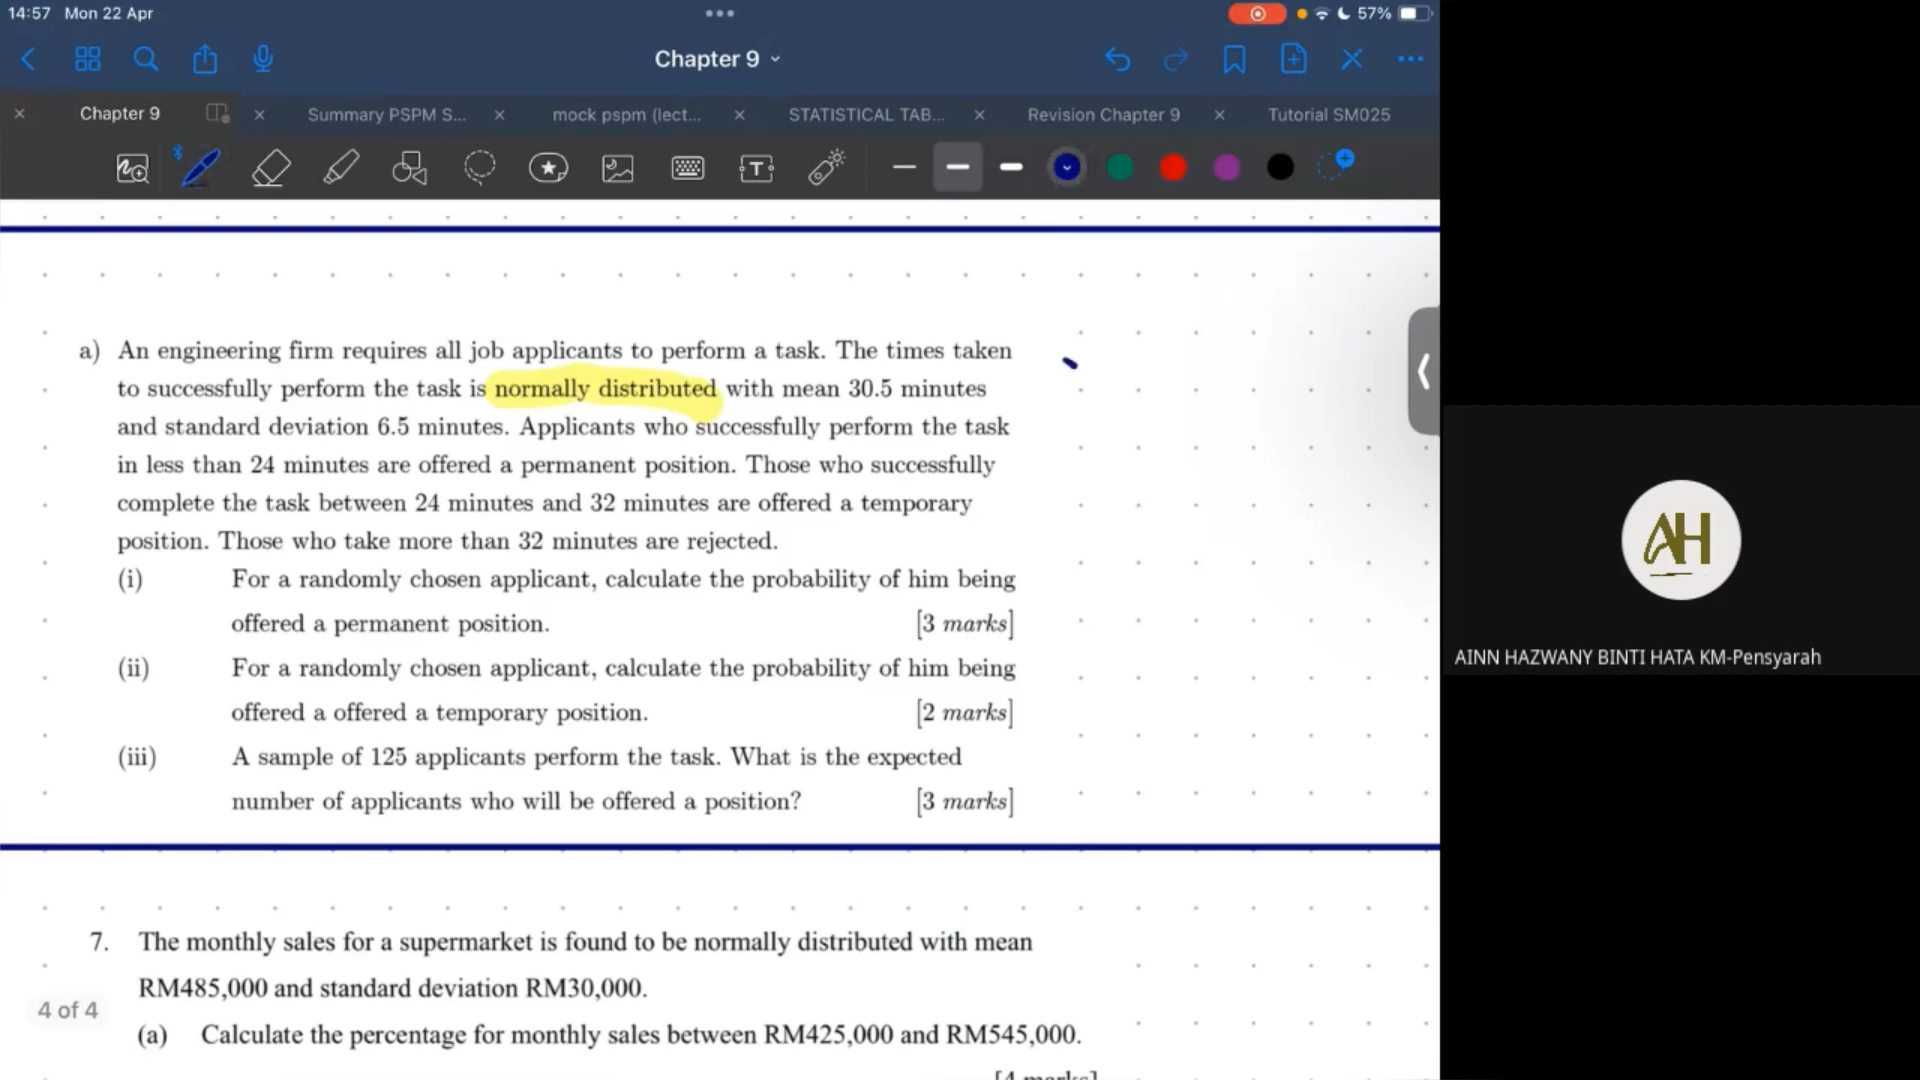 14:57 Mon 22 Apr
57%
Chapter 9
Chapter 9
Summary PSPM S...
mock pspm (lect...
STATISTICAL TAB...
Revision Chapter 9
Tutorial SM025
a) An engineering firm requires all job applicants to perform a task. The times taken
to successfully perform the task is normally distributed with mean 30.5 minutes
and standard deviation 6.5 minutes. Applicants who successfully perform the task
in less than 24 minutes are offered a permanent position. Those who successfully
complete the task between 24 minutes and 32 minutes are offered a temporary
position. Those who take more than 32 minutes are rejected.
(i) For a randomly chosen applicant, calculate the probability of him being
offered a permanent position. [3 marks]
(ii) For a randomly chosen applicant, calculate the probability of him being
offered a offered a temporary position. [2 marks]
(iii) A sample of 125 applicants perform the task. What is the expected
number of applicants who will be offered a position? [3 marks]
7. The monthly sales for a supermarket is found to be normally distributed with mean
RM485,000 and standard deviation RM30,000.
4 of 4
(a) Calculate the percentage for monthly sales between RM425,000 and RM545,000.
[4 marks]
AH
AINN HAZWANY BINTI HATA KM-Pensyarah